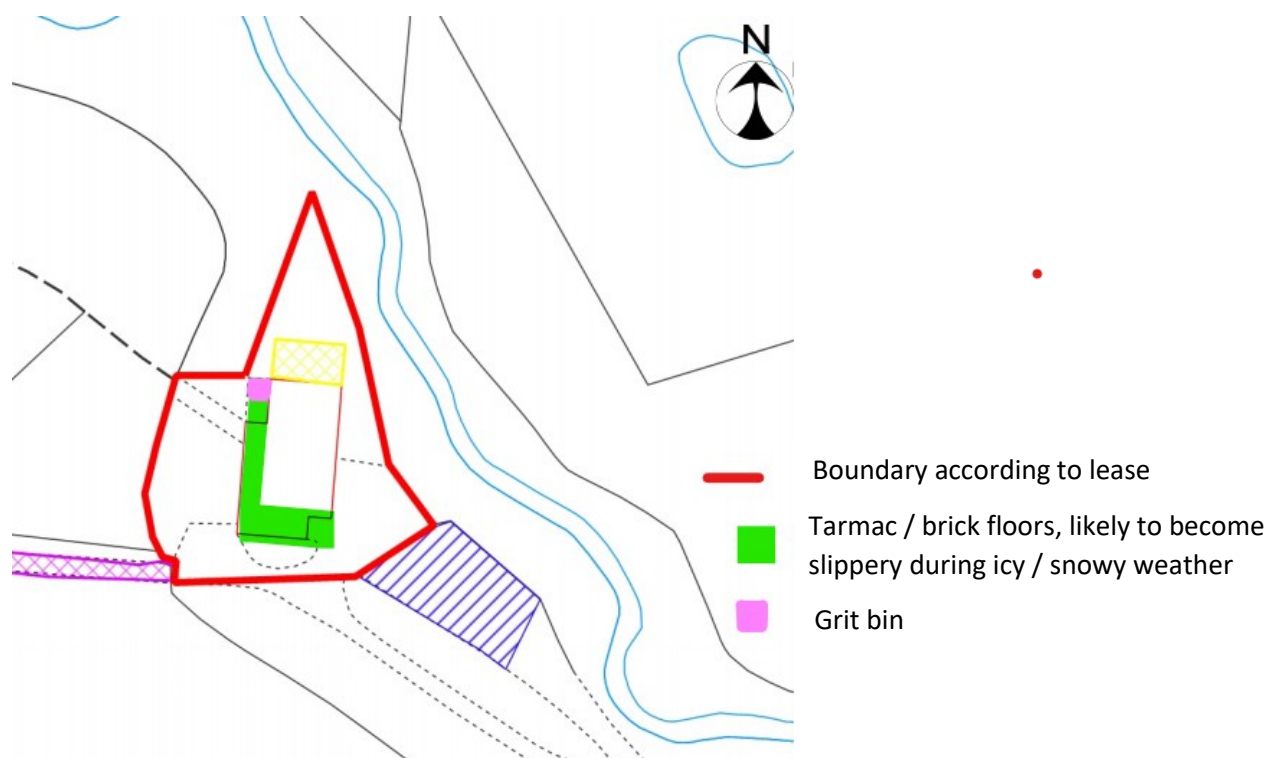 N
Boundary according to lease
Tarmac / brick floors, likely to become
slippery during icy / snowy weather
Grit bin